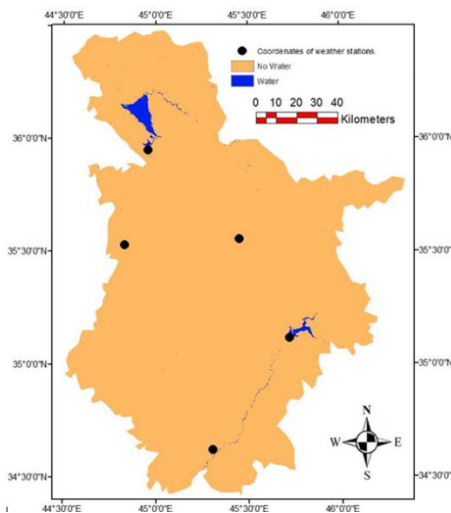 44°30'0"E 45°0'0"E 45°30'0"E 46°0'0"E
Coordenates of weather stations
No Water
Water
0 10 20 30 40
Kilometers
36°0'0"N 36°0'0"N
35°30'0"N 35°30'0"N
35°0'0"N 35°0'0"N
N
W E
S
34°30'0"N 34°30'0"N
44°30'0"E 45°0'0"E 45°30'0"E 46°0'0"E